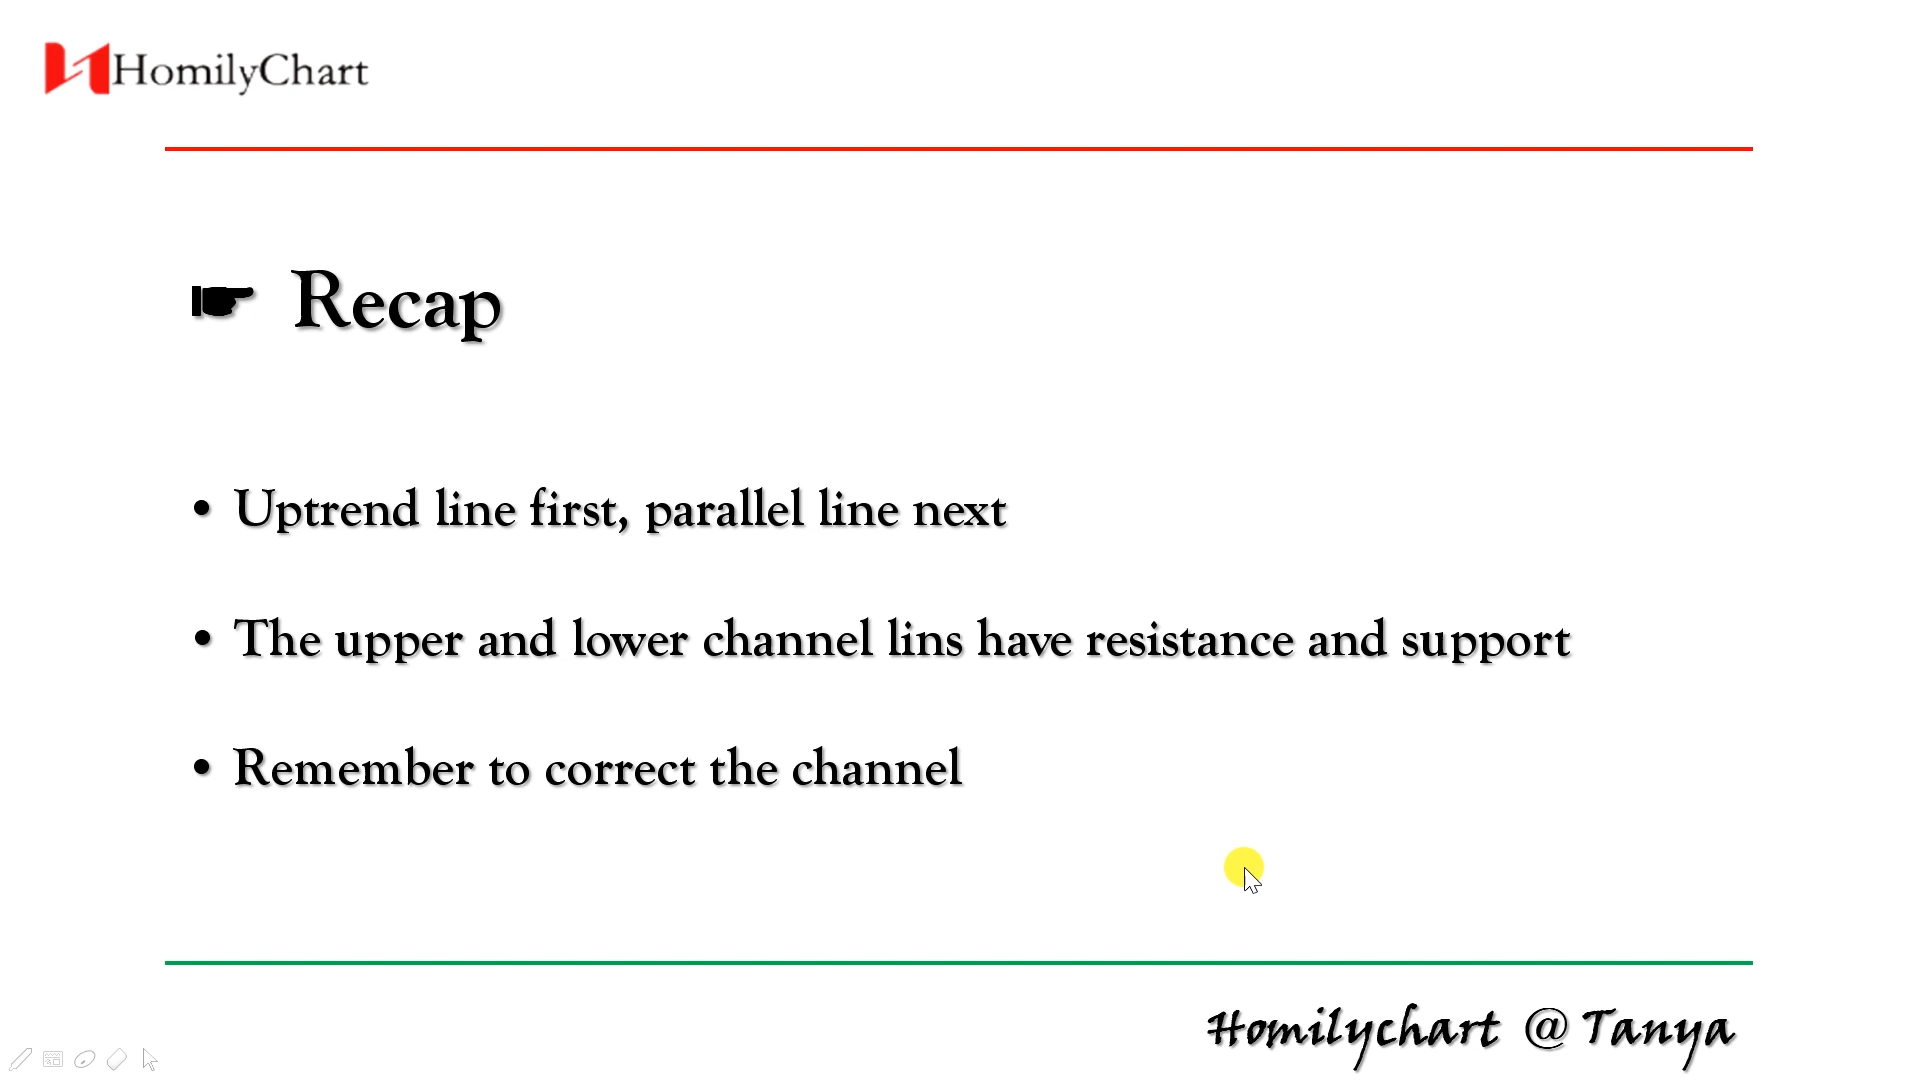 HomilyChart
☛ Recap
• Uptrend line first, parallel line next
• The upper and lower channel lins have resistance and support
• Remember to correct the channel
Homilychart @ Tanya